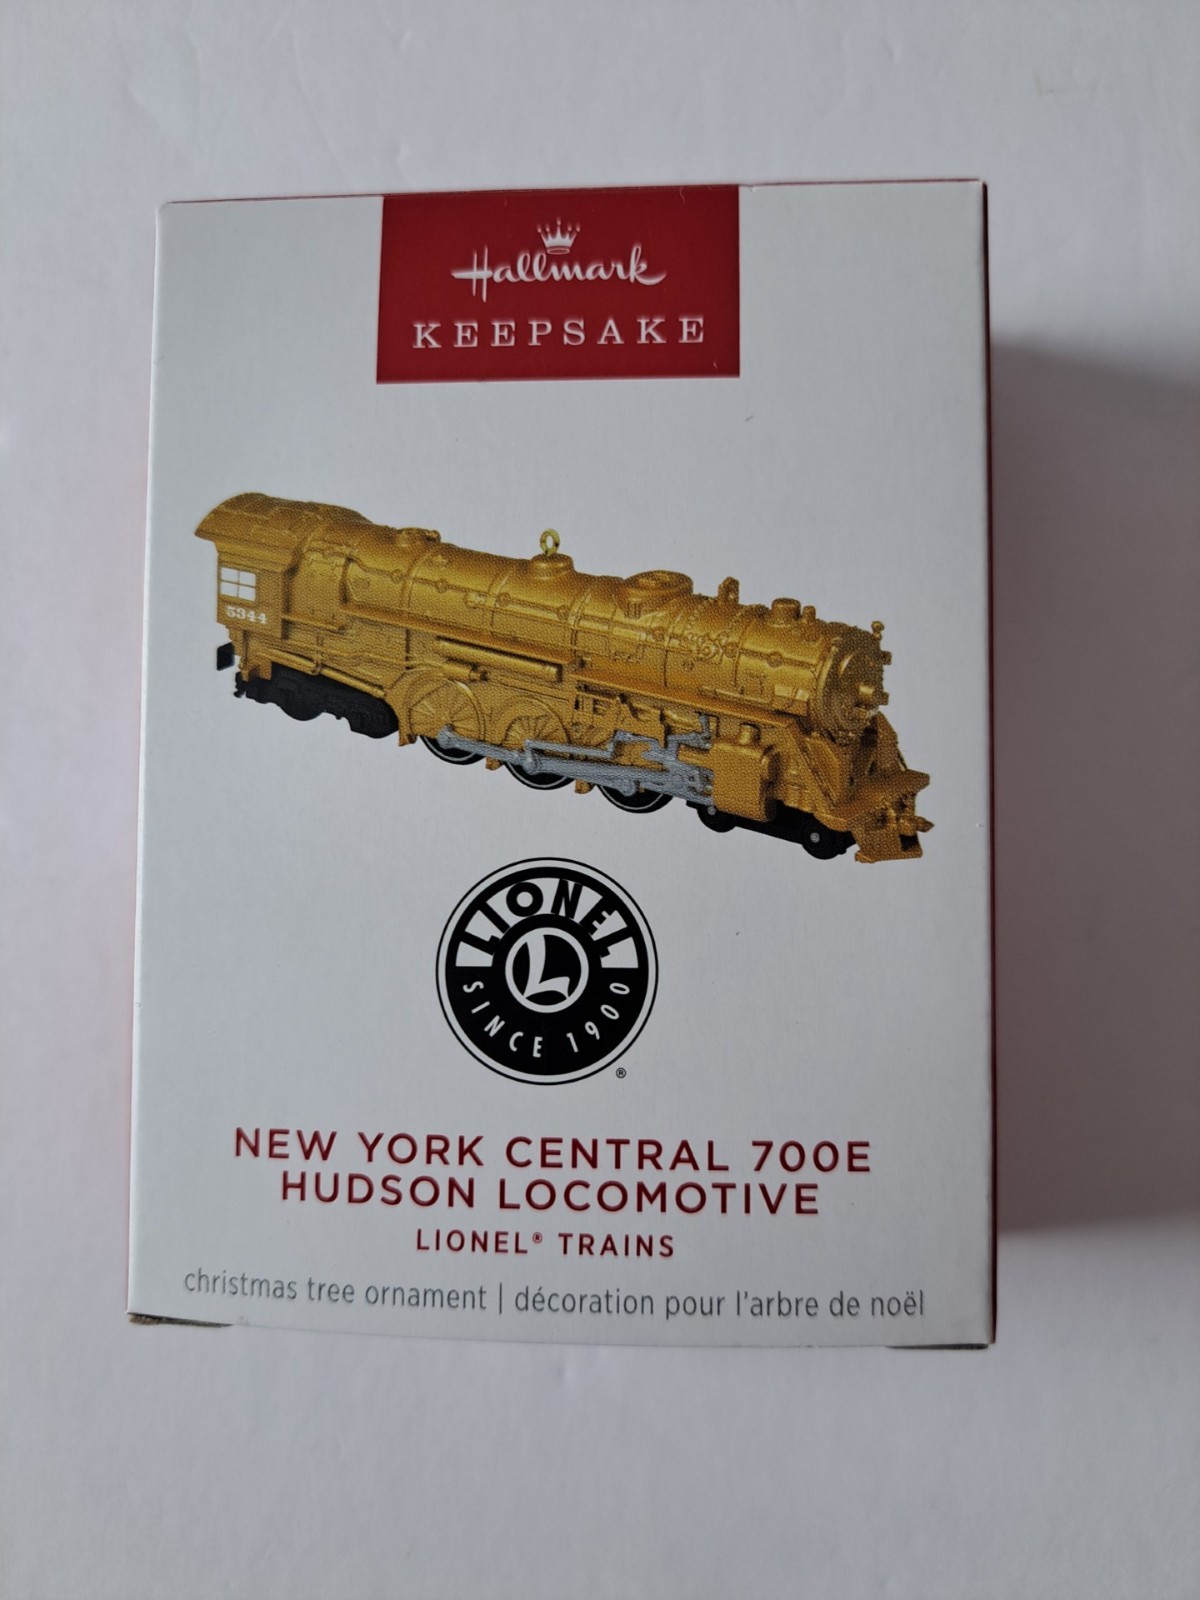 Hallmark
KEEPSAKE
5344
LIONEL
L
SINCE 1900
®
NEW YORK CENTRAL 700E
HUDSON LOCOMOTIVE
LIONEL® TRAINS
christmas tree ornament | décoration pour l'arbre de noël